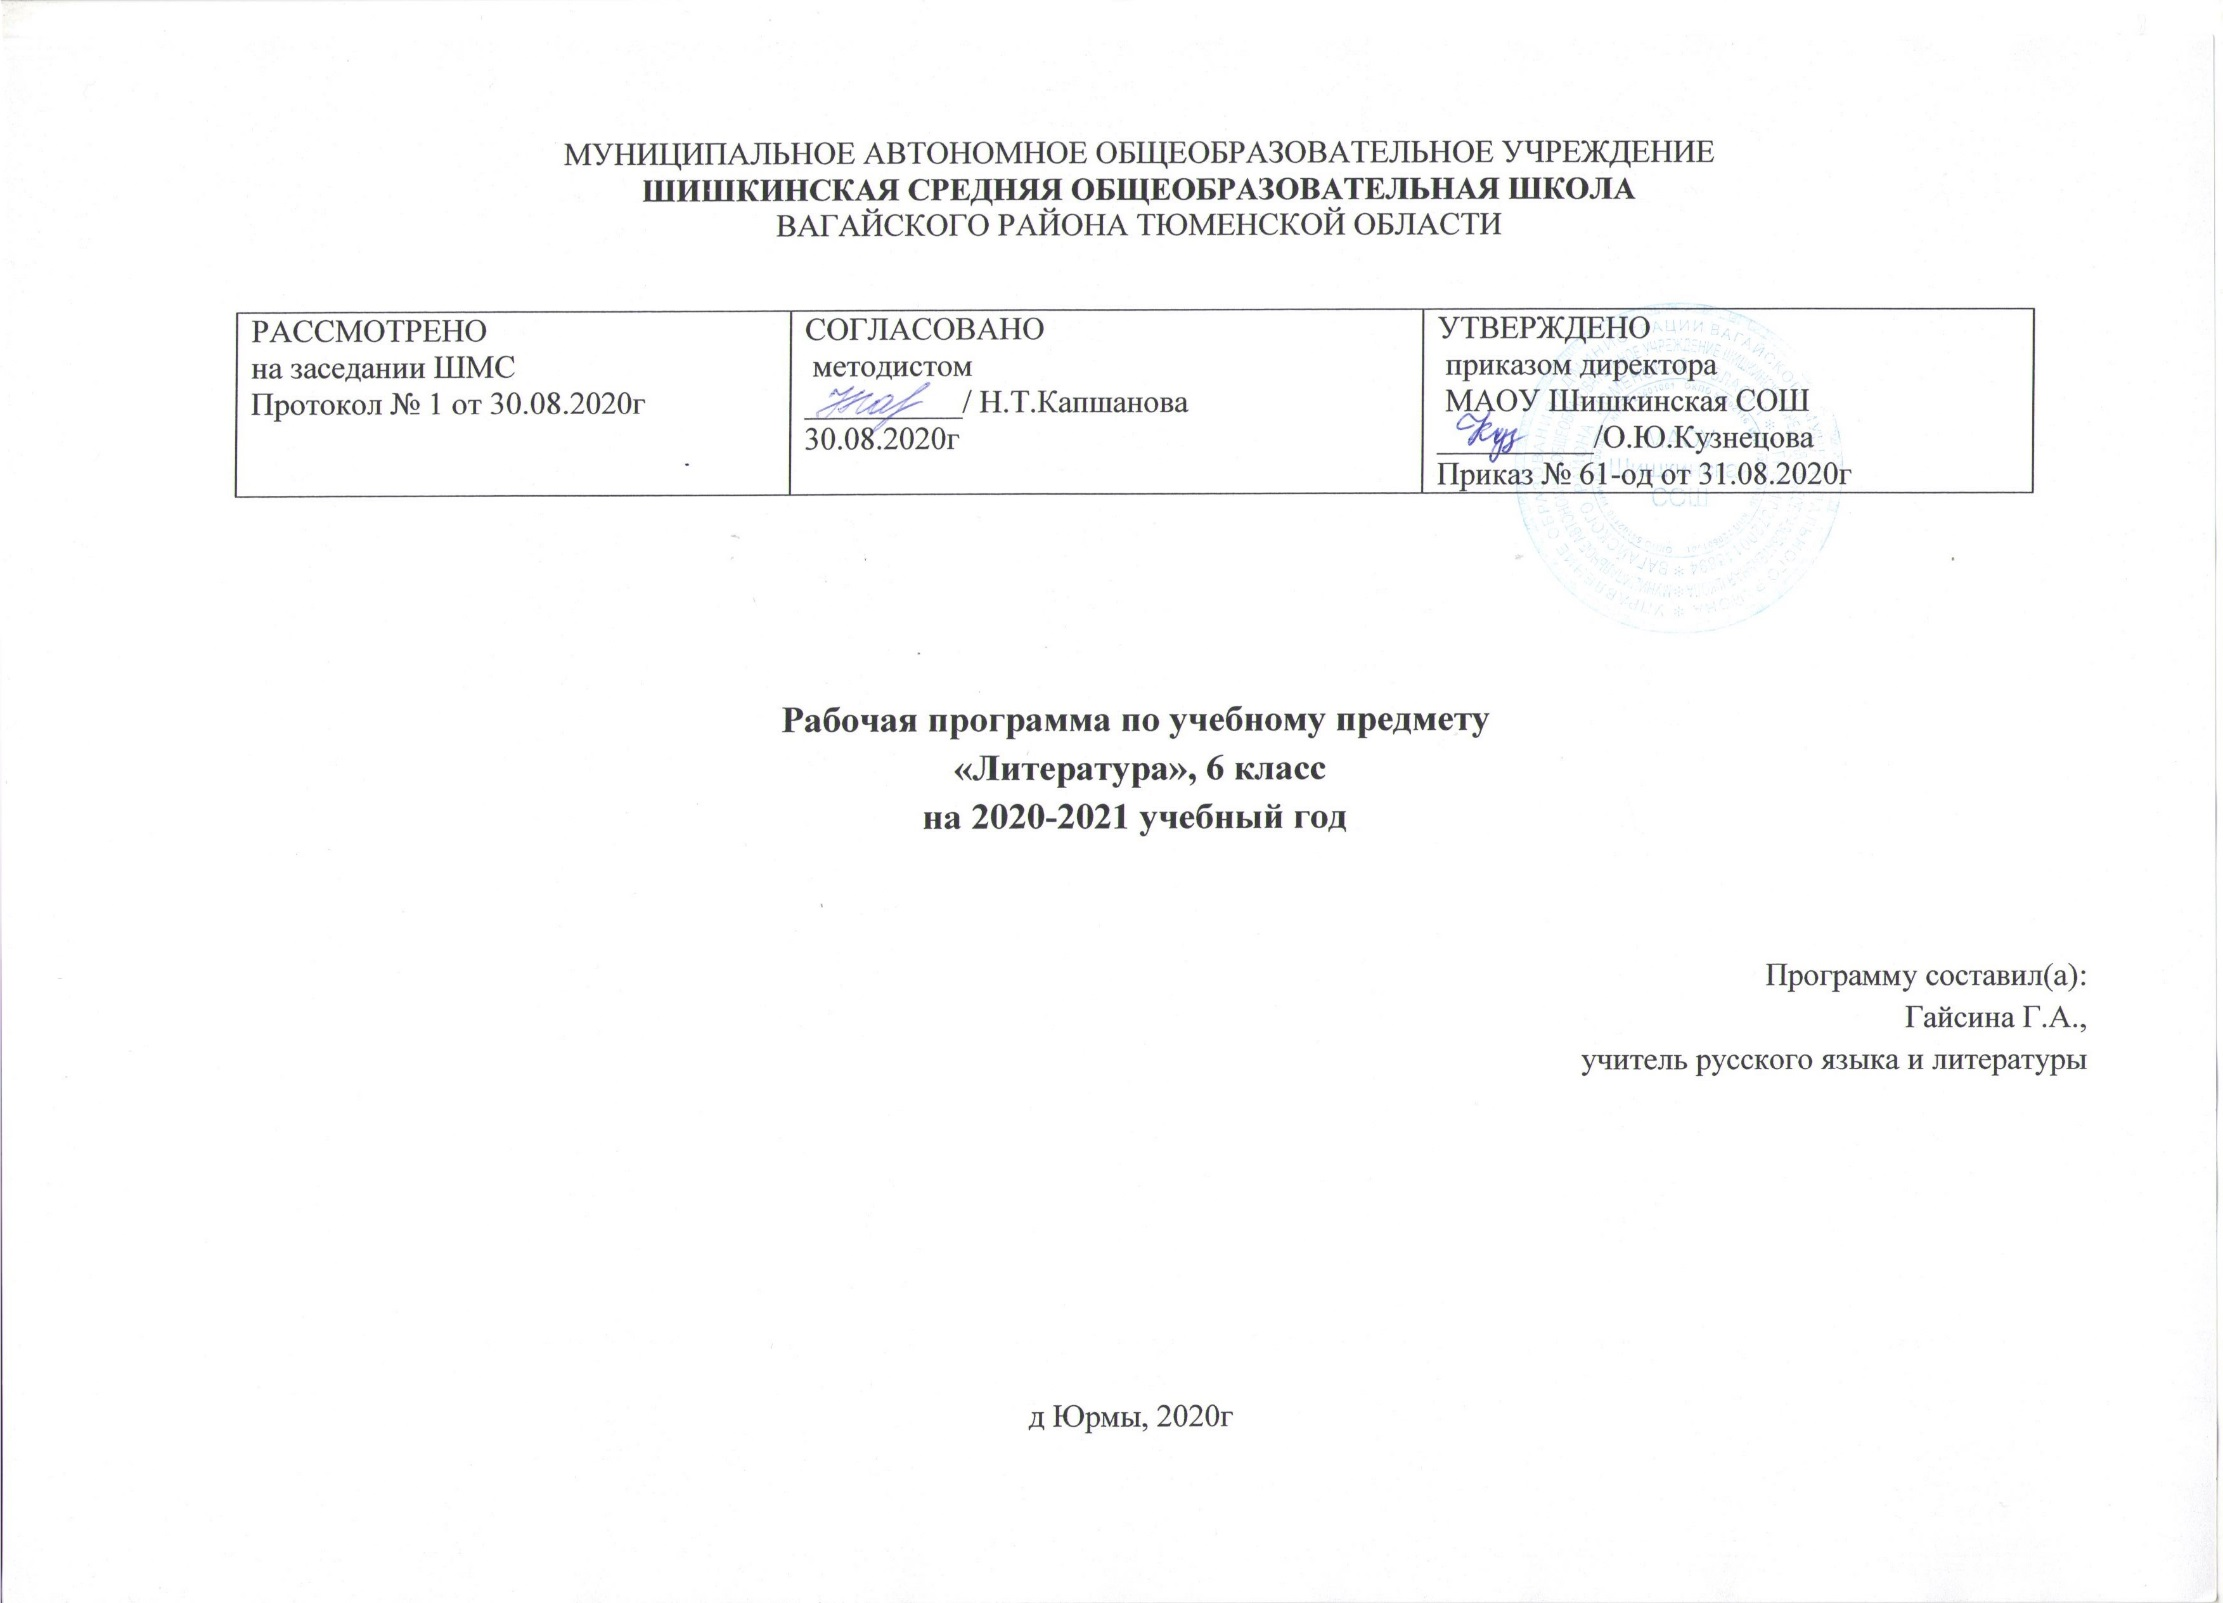 МУНИЦИПАЛЬНОЕ АВТОНОМНОЕ ОБЩЕОБРАЗОВАТЕЛЬНОЕ УЧРЕЖДЕНИЕ
ШИШКИНСКАЯ СРЕДНЯЯ ОБЩЕОБРАЗОВАТЕЛЬНАЯ ШКОЛА
ВАГАЙСКОГО РАЙОНА ТЮМЕНСКОЙ ОБЛАСТИ
РАССМОТРЕНО
на заседании ШМС
Протокол № 1 от 30.08.2020г
СОГЛАСОВАНО
методистом
/ Н.Т.Капшанова
30.08.2020г
УТВЕРЖДЕНО
приказом директора
МАОУ Шишкинская СОШ
/О.Ю.Кузнецова
Приказ № 61-од от 31.08.2020г
СОШ
Рабочая программа по учебному предмету
«Литература», 6 класс
на 2020-2021 учебный год
Программу составил(а):
Гайсина Г.А.,
учитель русского языка и литературы
д Юрмы, 2020г